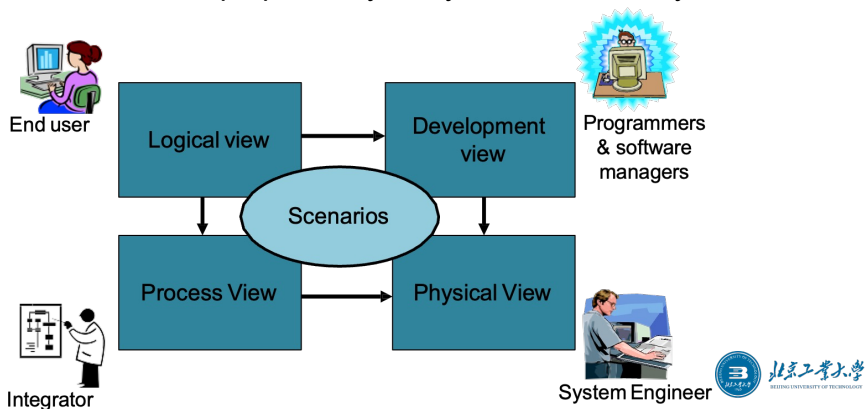 End user
Logical view
Development
view
Programmers
& software
managers
Scenarios
Process View
Physical View
Integrator
System Engineer
北京工业大学
BEIJING UNIVERSITY OF TECHNOLOGY